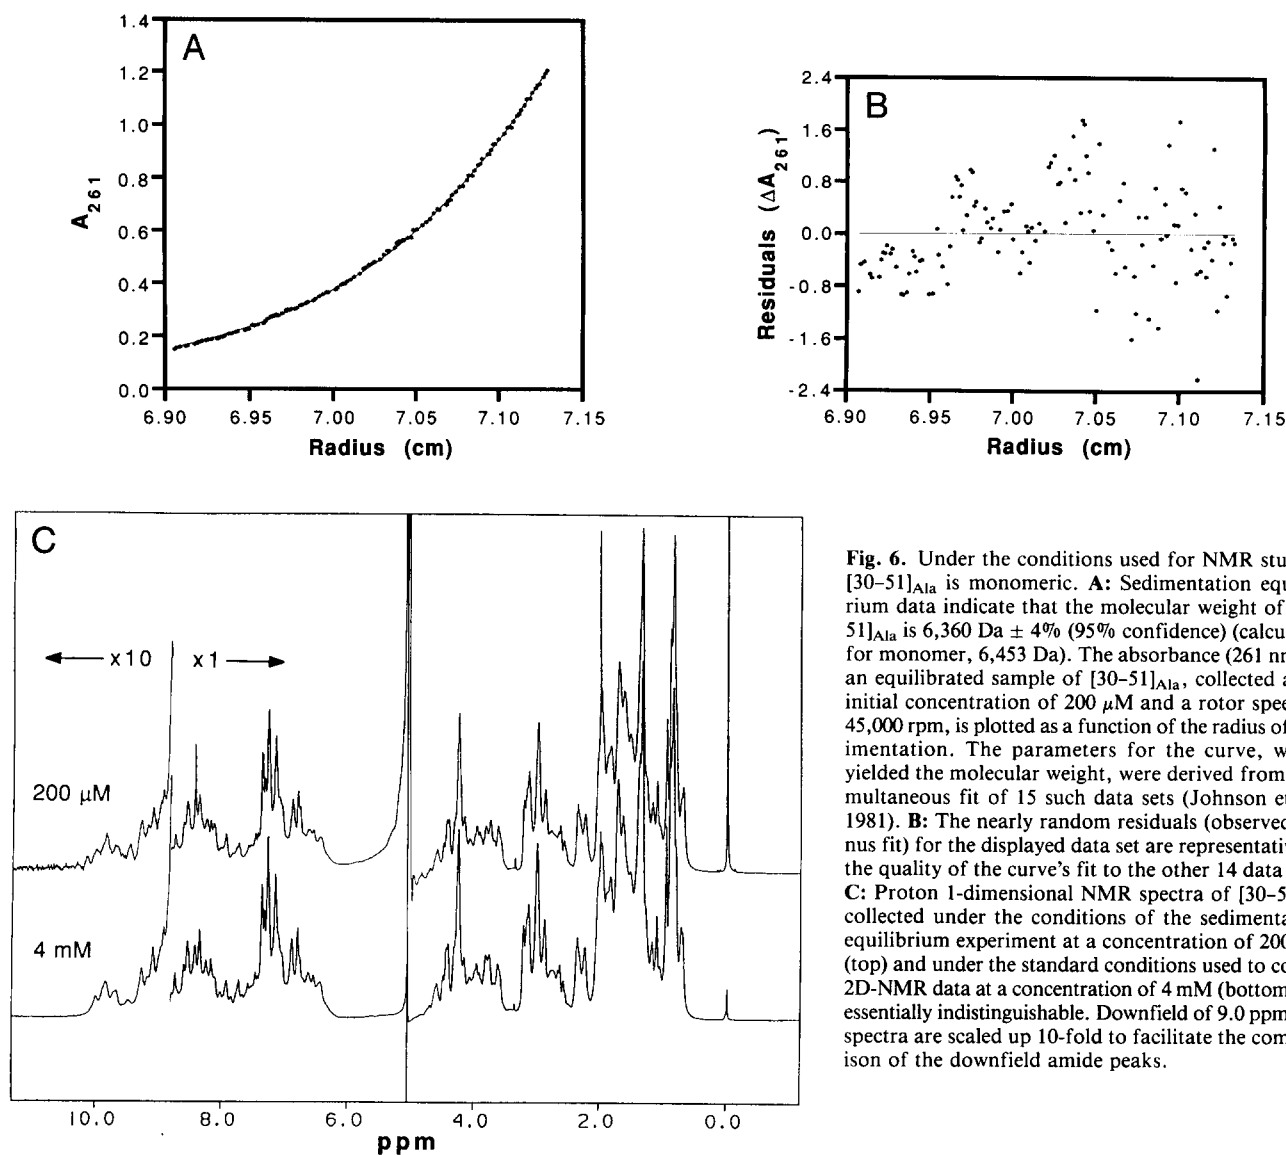 A
1.4
1.2
1.0
0.8
0.6
0.4
0.2
0.0
A261
6.90 6.95 7.00 7.05 7.10 7.15
Radius (cm)
B
2.4
1.6
0.8
0.0
-0.8
-1.6
-2.4
Residuals (ΔA261)
6.90 6.95 7.00 7.05 7.10 7.15
Radius (cm)
C
x10 x1
200 µM
4 mM
10.0 8.0 6.0 4.0 2.0 0.0
ppm
Fig. 6. Under the conditions used for NMR stu
[30–51]Ala is monomeric. A: Sedimentation equ
rium data indicate that the molecular weight of
51]Ala is 6,360 Da ± 4% (95% confidence) (calcu
for monomer, 6,453 Da). The absorbance (261 nm
an equilibrated sample of [30–51]Ala, collected a
initial concentration of 200 µM and a rotor spee
45,000 rpm, is plotted as a function of the radius of
imentation. The parameters for the curve, w
yielded the molecular weight, were derived from
multaneous fit of 15 such data sets (Johnson e
1981). B: The nearly random residuals (observed
nus fit) for the displayed data set are representativ
the quality of the curve's fit to the other 14 data
C: Proton 1-dimensional NMR spectra of [30–5
collected under the conditions of the sedimenta
equilibrium experiment at a concentration of 200
(top) and under the standard conditions used to co
2D-NMR data at a concentration of 4 mM (bottom
essentially indistinguishable. Downfield of 9.0 ppm
spectra are scaled up 10-fold to facilitate the com
ison of the downfield amide peaks.